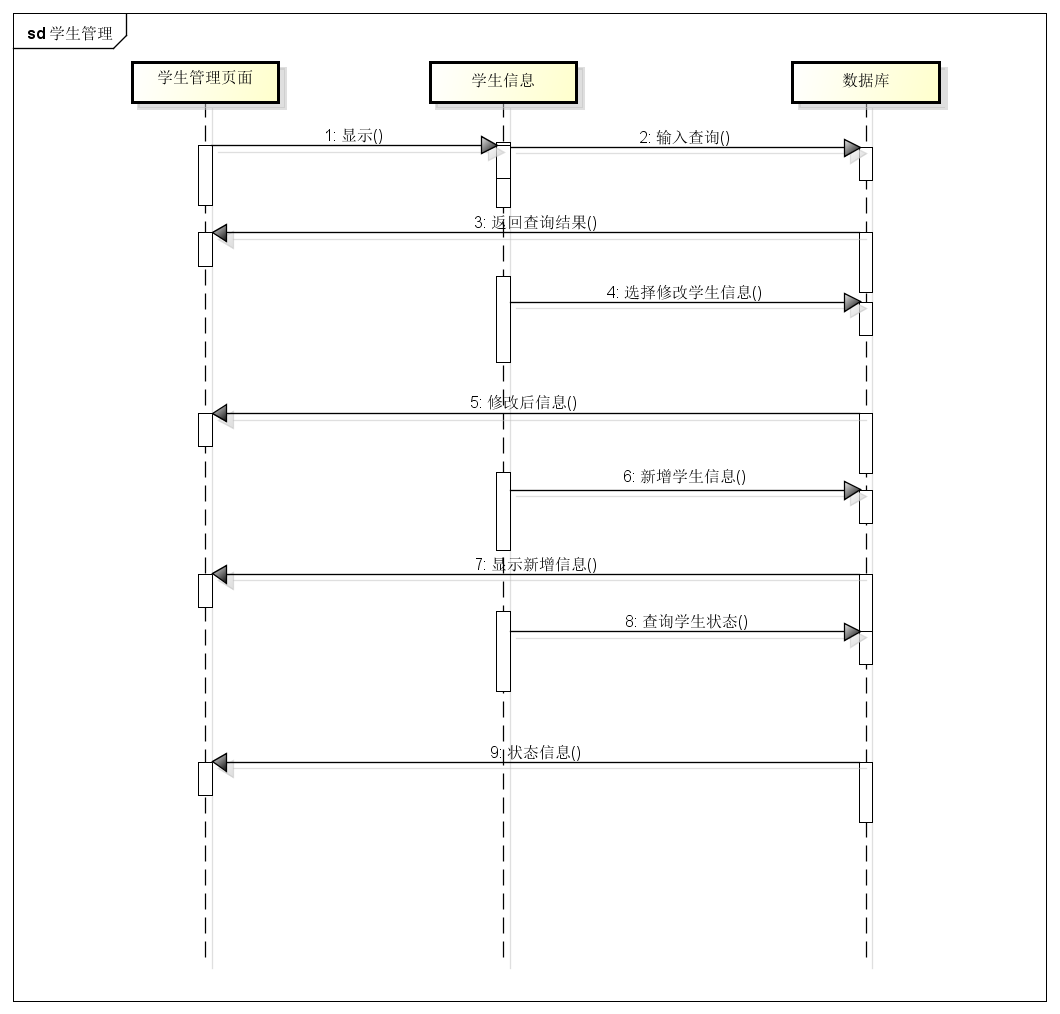 sd 学生管理
学生管理页面
学生信息
数据库
1: 显示()
2: 输入查询()
3: 返回查询结果()
4: 选择修改学生信息()
5: 修改后信息()
6: 新增学生信息()
7: 显示新增信息()
8: 查询学生状态()
9: 状态信息()